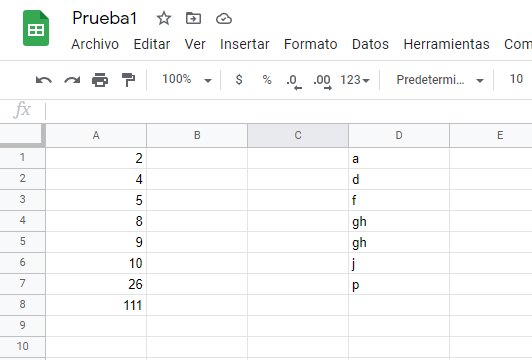 Prueba1
Archivo Editar Ver Insertar Formato Datos Herramientas Com
100% $ % .0 .00 123 Predetermi... 10
fx
A B C D E
1 2 a
2 4 d
3 5 f
4 8 gh
5 9 gh
6 10 j
7 26 p
8 111
9
10